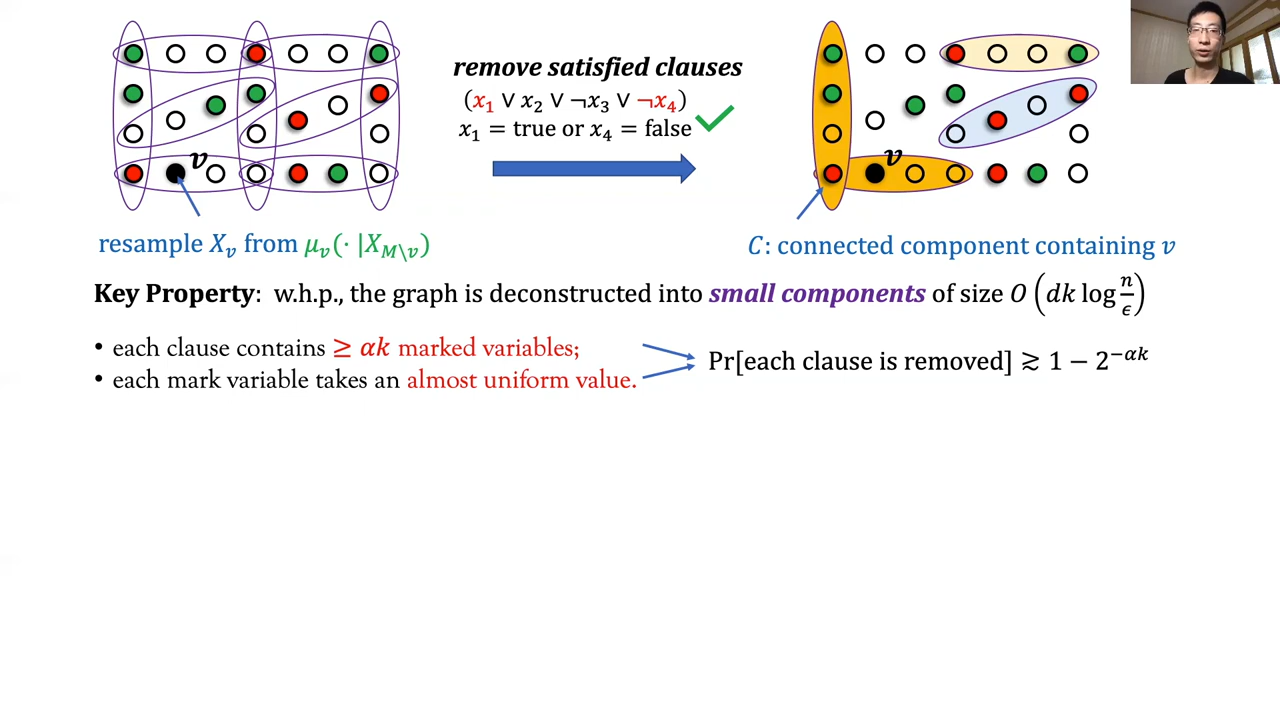 remove satisfied clauses
(x₁ ∨ x₂ ∨ ¬x₃ ∨ ¬x₄)
x₁ = true or x₄ = false
v
v
resample Xᵥ from μᵥ(· |X_{M\v})
C: connected component containing v
Key Property: w.h.p., the graph is deconstructed into small components of size O(dk log n/ϵ)
• each clause contains ≥ αk marked variables;
• each mark variable takes an almost uniform value.
Pr[each clause is removed] ≳ 1 − 2^{−αk}